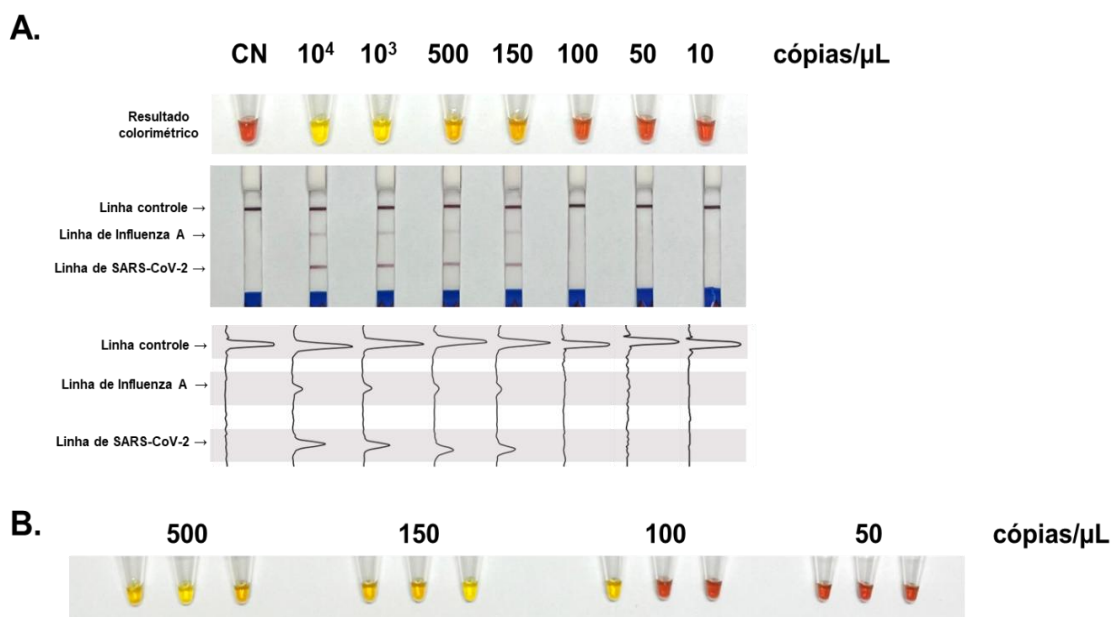 A.
CN 10⁴ 10³ 500 150 100 50 10 cópias/µL
Resultado
colorimétrico
Linha controle →
Linha de Influenza A →
Linha de SARS-CoV-2 →
Linha controle →
Linha de Influenza A →
Linha de SARS-CoV-2 →
B.
500 150 100 50 cópias/µL